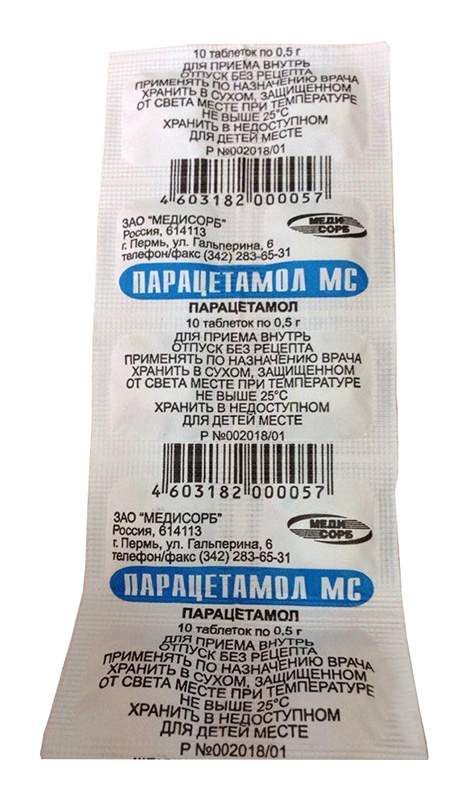 10 таблеток по 0,5 г
ДЛЯ ПРИЕМА ВНУТРЬ
ОТПУСК БЕЗ РЕЦЕПТА
ПРИМЕНЯТЬ ПО НАЗНАЧЕНИЮ ВРАЧА
ХРАНИТЬ В СУХОМ, ЗАЩИЩЕННОМ
ОТ СВЕТА МЕСТЕ ПРИ ТЕМПЕРАТУРЕ
НЕ ВЫШЕ 25°С
ХРАНИТЬ В НЕДОСТУПНОМ
ДЛЯ ДЕТЕЙ МЕСТЕ
Р №002018/01
4 603182 000057
ЗАО "МЕДИСОРБ"
Россия, 614113
г. Пермь, ул. Гальперина, 6
телефон/факс (342) 283-65-31
МЕДИ
СОРБ
ПАРАЦЕТАМОЛ МС
ПАРАЦЕТАМОЛ
10 таблеток по 0,5 г
ДЛЯ ПРИЕМА ВНУТРЬ
ОТПУСК БЕЗ РЕЦЕПТА
ПРИМЕНЯТЬ ПО НАЗНАЧЕНИЮ ВРАЧА
ХРАНИТЬ В СУХОМ, ЗАЩИЩЕННОМ
ОТ СВЕТА МЕСТЕ ПРИ ТЕМПЕРАТУРЕ
НЕ ВЫШЕ 25°С
ХРАНИТЬ В НЕДОСТУПНОМ
ДЛЯ ДЕТЕЙ МЕСТЕ
Р №002018/01
4 603182 000057
ЗАО "МЕДИСОРБ"
Россия, 614113
г. Пермь, ул. Гальперина, 6
телефон/факс (342) 283-65-31
МЕДИ
СОРБ
ПАРАЦЕТАМОЛ МС
ПАРАЦЕТАМОЛ
10 таблеток по 0,5 г
ДЛЯ ПРИЕМА ВНУТРЬ
ОТПУСК БЕЗ РЕЦЕПТА
ПРИМЕНЯТЬ ПО НАЗНАЧЕНИЮ ВРАЧА
ХРАНИТЬ В СУХОМ, ЗАЩИЩЕННОМ
ОТ СВЕТА МЕСТЕ ПРИ ТЕМПЕРАТУРЕ
НЕ ВЫШЕ 25°С
ХРАНИТЬ В НЕДОСТУПНОМ
ДЛЯ ДЕТЕЙ МЕСТЕ
Р №002018/01